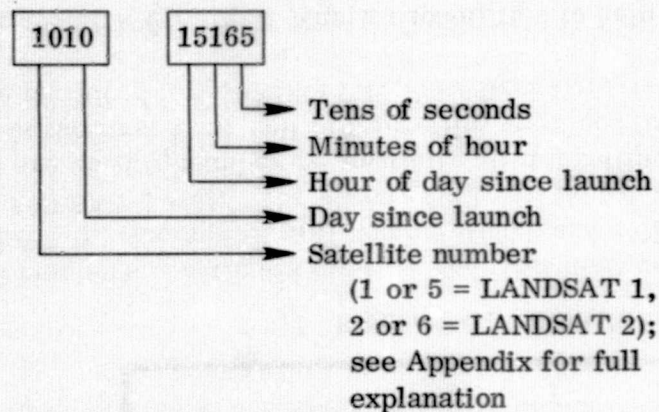 1010 15165
Tens of seconds
Minutes of hour
Hour of day since launch
Day since launch
Satellite number
(1 or 5 = LANDSAT 1,
2 or 6 = LANDSAT 2);
see Appendix for full
explanation